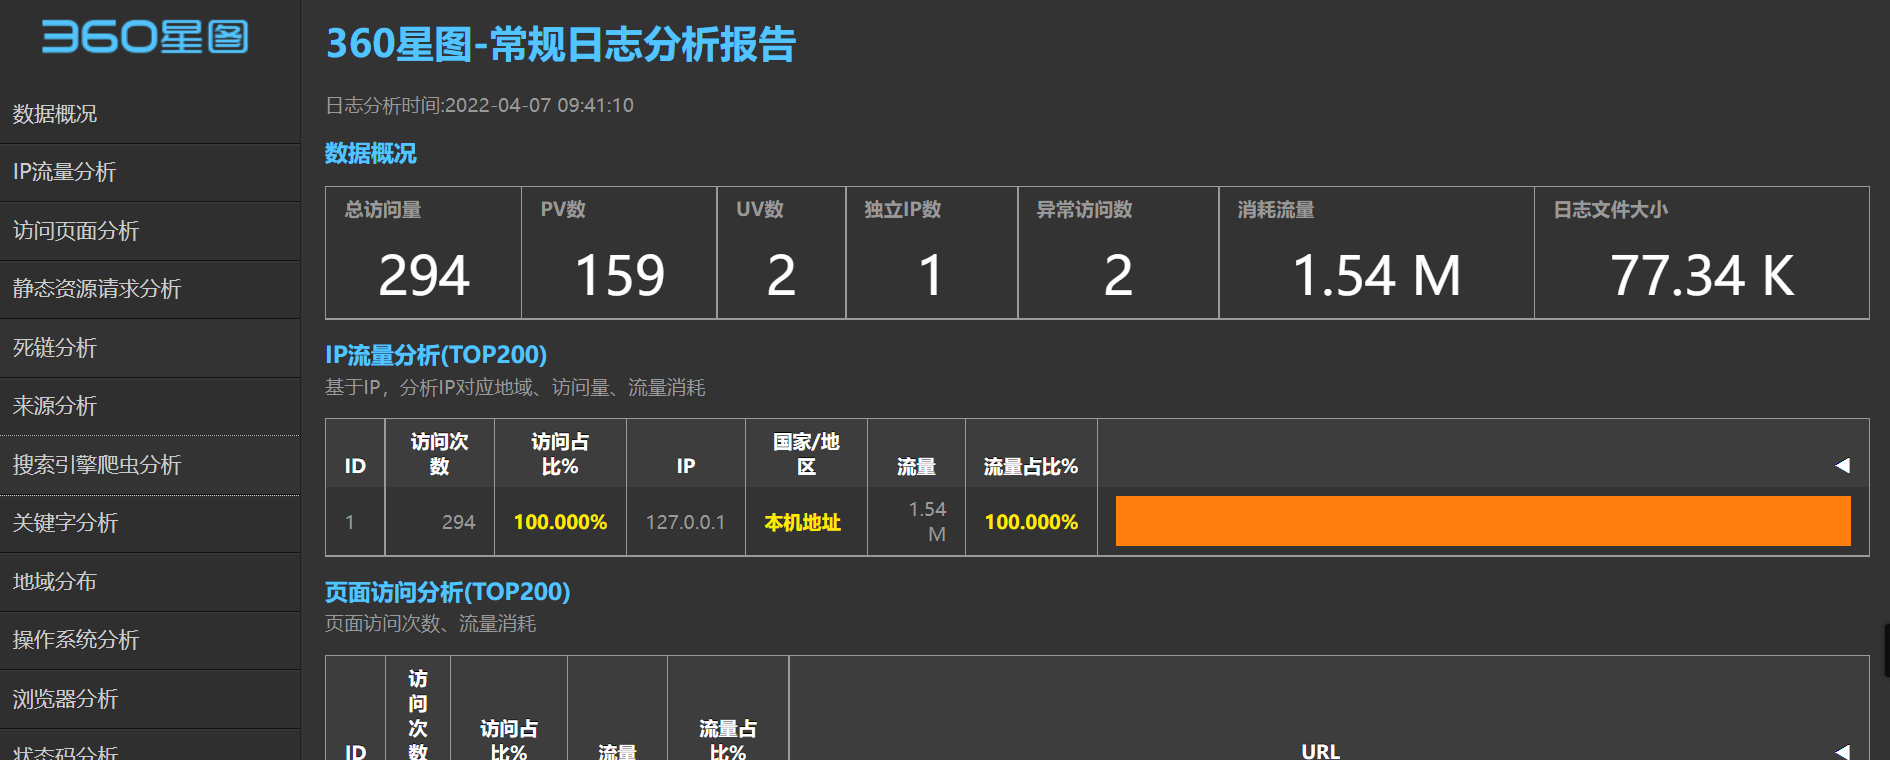 360星图
数据概况
IP流量分析
访问页面分析
静态资源请求分析
死链分析
来源分析
搜索引擎爬虫分析
关键字分析
地域分布
操作系统分析
浏览器分析
状态码分析
360星图-常规日志分析报告
日志分析时间:2022-04-07 09:41:10
数据概况
总访问量 PV数 UV数 独立IP数 异常访问数 消耗流量 日志文件大小
294 159 2 1 2 1.54 M 77.34 K
IP流量分析(TOP200)
基于IP，分析IP对应地域、访问量、流量消耗
ID 访问次数 访问占比% IP 国家/地区 流量 流量占比%
1 294 100.000% 127.0.0.1 本机地址 1.54 M 100.000%
页面访问分析(TOP200)
页面访问次数、流量消耗
ID 访问次数 访问占比% 流量 流量占比% URL